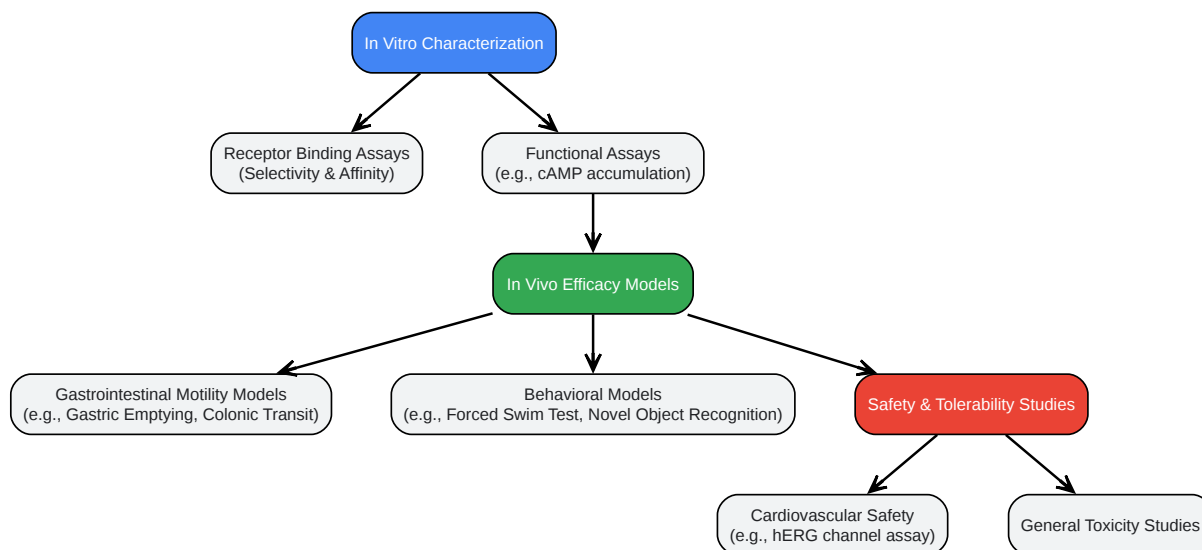 In Vitro Characterization
Receptor Binding Assays
(Selectivity & Affinity)
Functional Assays
(e.g., cAMP accumulation)
In Vivo Efficacy Models
Gastrointestinal Motility Models
(e.g., Gastric Emptying, Colonic Transit)
Behavioral Models
(e.g., Forced Swim Test, Novel Object Recognition)
Safety & Tolerability Studies
Cardiovascular Safety
(e.g., hERG channel assay)
General Toxicity Studies